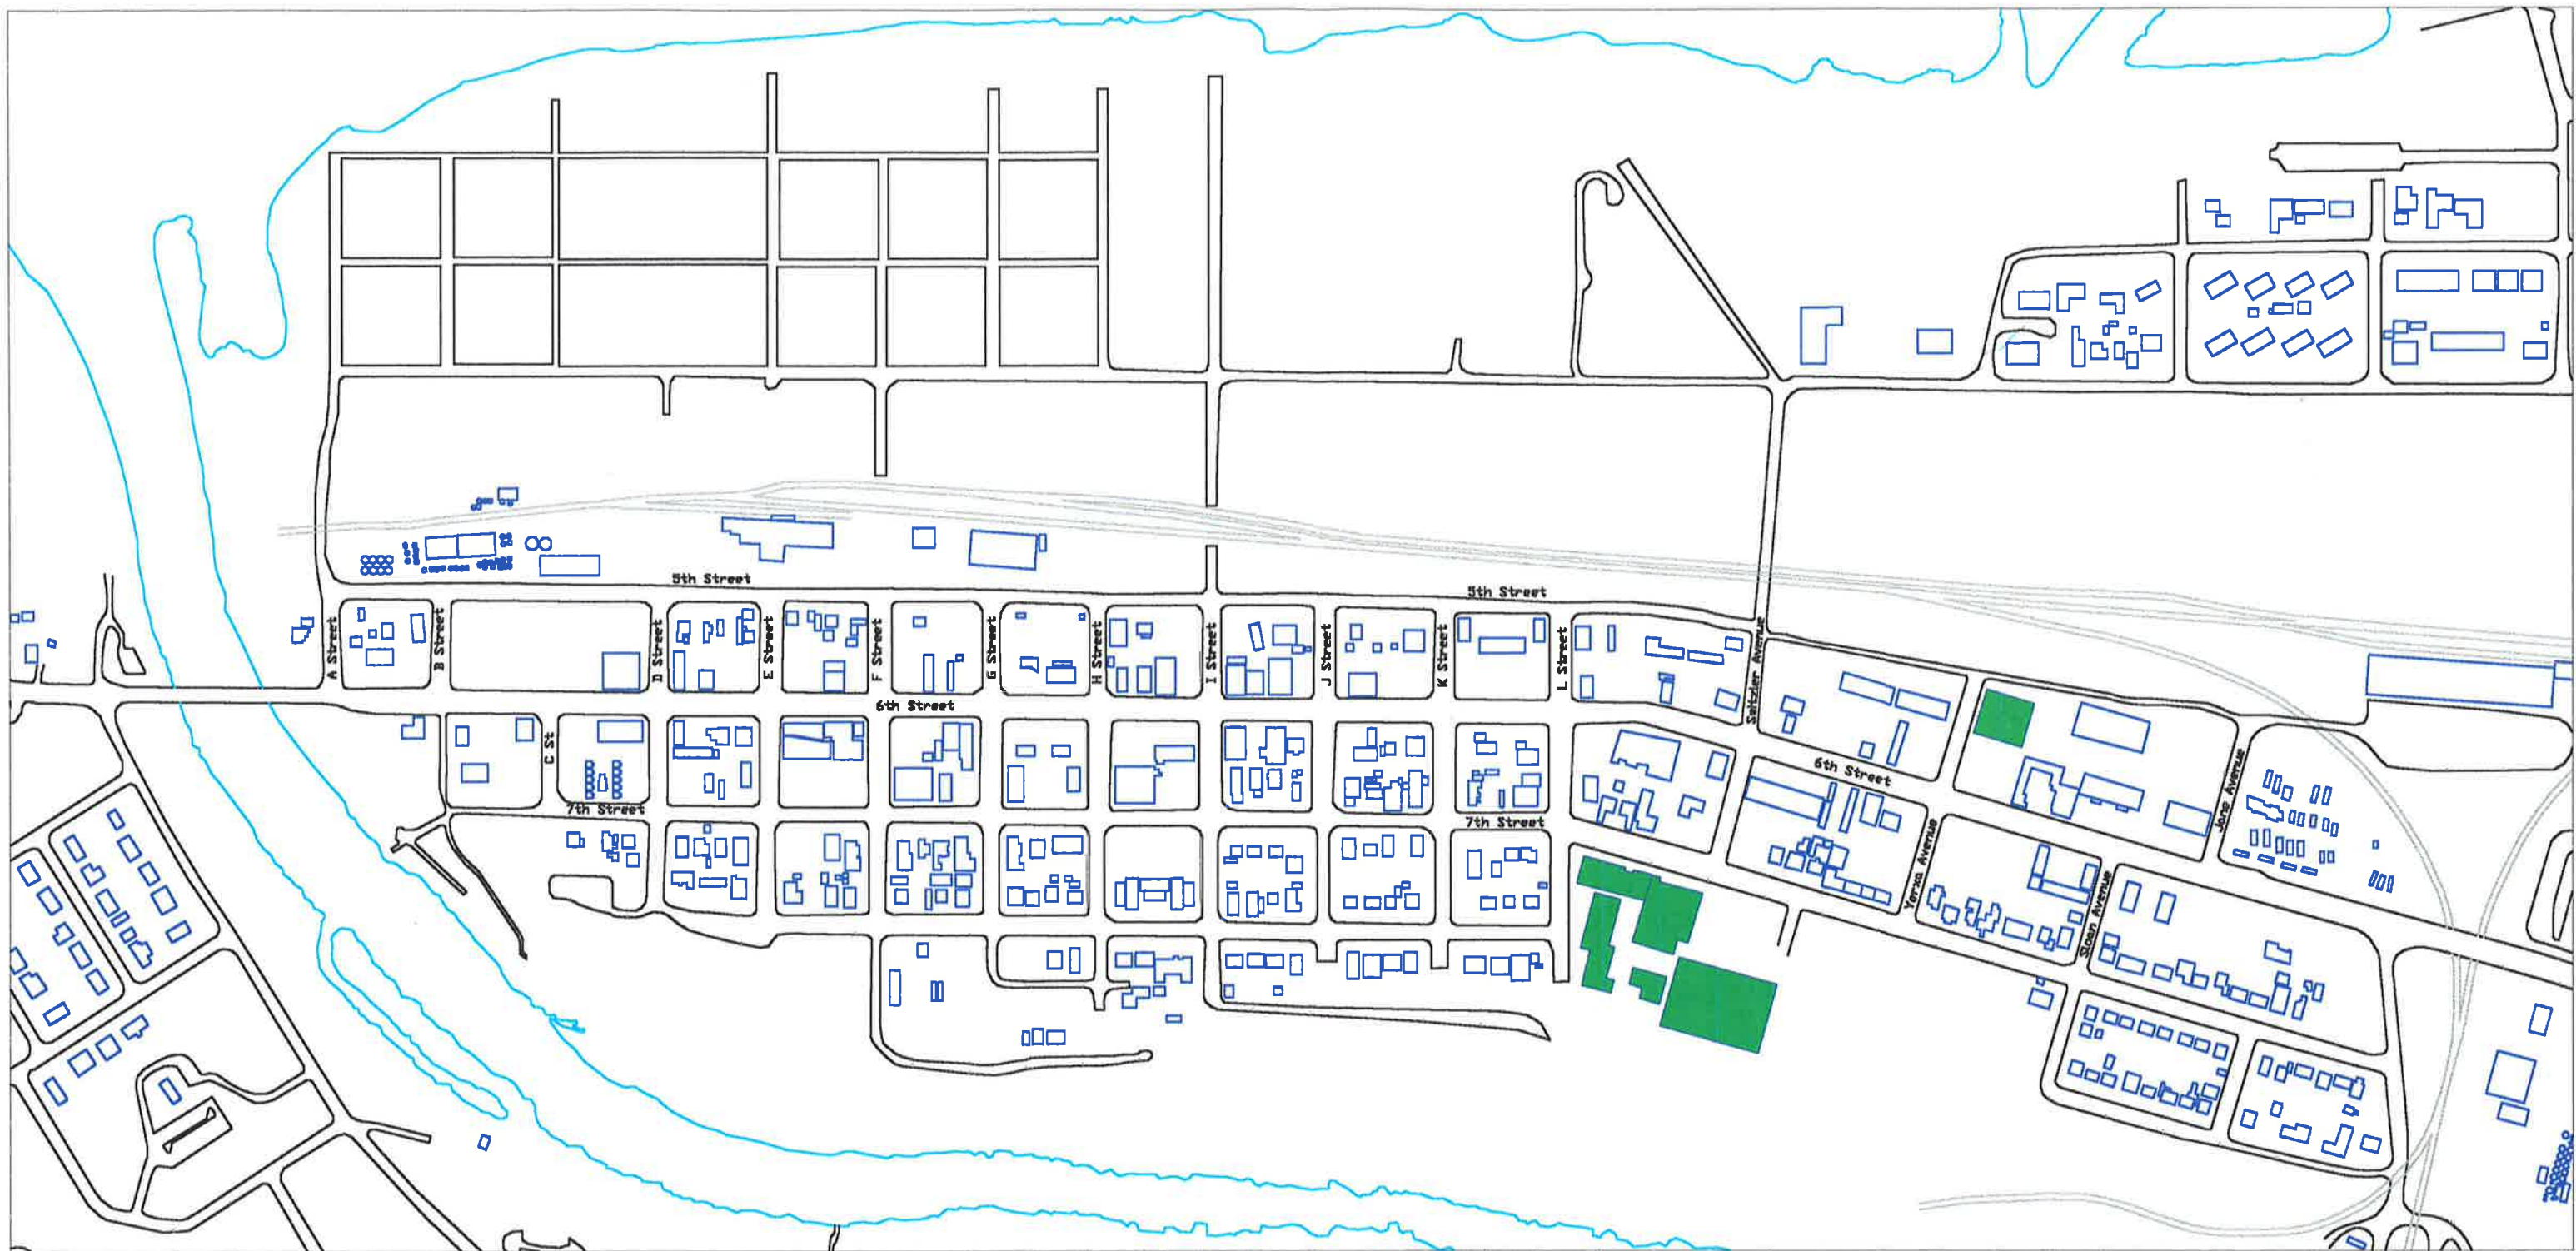 5th Street
5th Street
A Street
B Street
D Street
E Street
F Street
G Street
H Street
I Street
J Street
K Street
L Street
Seltzler Avenue
6th Street
C St
6th Street
Jane Avenue
7th Street
7th Street
Yerxa Avenue
Sloan Avenue